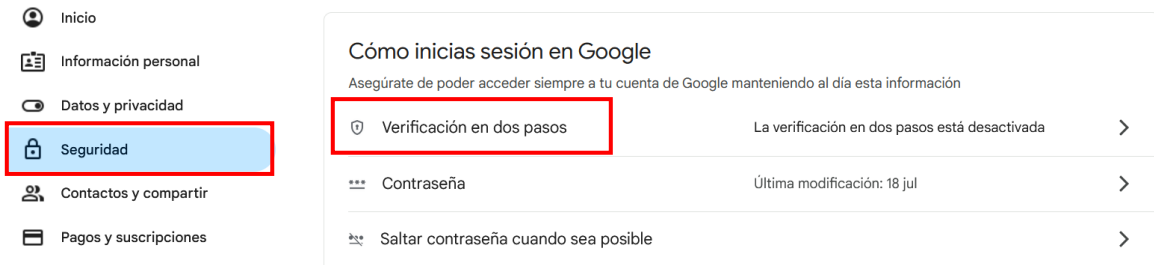 Inicio
Información personal
Datos y privacidad
Seguridad
Contactos y compartir
Pagos y suscripciones
Cómo inicias sesión en Google
Asegúrate de poder acceder siempre a tu cuenta de Google manteniendo al día esta información
Verificación en dos pasos La verificación en dos pasos está desactivada
Contraseña Última modificación: 18 jul
Saltar contraseña cuando sea posible